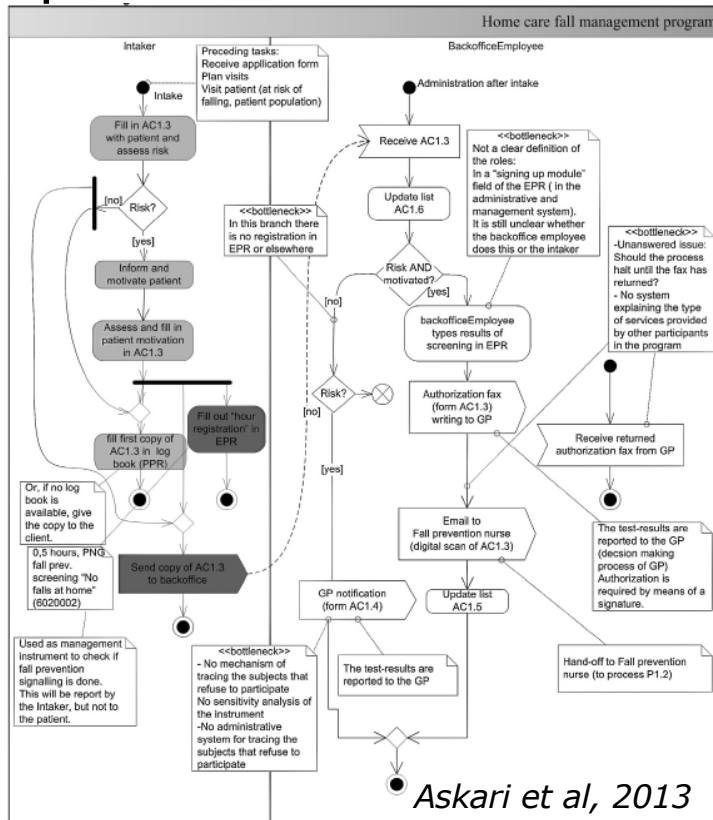 Home care fall management program
Intaker
BackofficeEmployee
Preceding tasks:
Receive appllication form
Plan visits
Visit patient (at risk of
falling, patient population)
Intake
Fill in AC1.3
with patient and
assess risk
[no]
Risk?
[yes]
Inform and
motivate patient
Assess and fill in
patient motivation
in AC1.3
fill first copy of
AC1.3 in log
book (PPR)
Fill out "hour
registration" in
EPR
Or, if no log
book is
available, give
the copy to the
client.
0,5 hours, PNG
fall prev.
screening "No
falls at home"
(6020002)
Send copy of AC1.3
to backoffice
Used as management
instrument to check if
fall prevention
signalling is done.
This will be report by
the Intaker, but not to
the patient.
Administration after intake
Receive AC1.3
Update list
AC1.6
<<bottleneck>>
In this branch there
is no registration in
EPR or elsewhere
Risk AND
motivated?
[no]
[yes]
<<bottleneck>>
Not a clear definition of
the roles:
In a "signing up module"
field of the EPR ( in the
administrative and
management system).
It is still unclear whether
the backoffice employee
does this or the intaker
<<bottleneck>>
-Unanswered issue:
Should the process
halt until the fax has
returned?
- No system
explaining the type
of services provided
by other participants
in the program
backofficeEmployee
types results of
screening in EPR
Risk?
[no]
[yes]
Authorization fax
(form AC1.3)
writing to GP
Receive returned
authorization fax from GP
Email to
Fall prevention nurse
(digital scan of AC1.3)
The test-results are
reported to the GP
(decsion making
process of GP)
Authorization is
required by means of a
signature.
GP notification
(form AC1.4)
Update list
AC1.5
<<bottleneck>>
- No mechanism of
tracing the subjects that
refuse to participate
No sensitivity analysis of
the instrument
-No administrative
system for tracing the
subjects that refuse to
participate
The test-results are
reported to the GP
Hand-off to Fall prevention
nurse (to process P1.2)
Askari et al, 2013